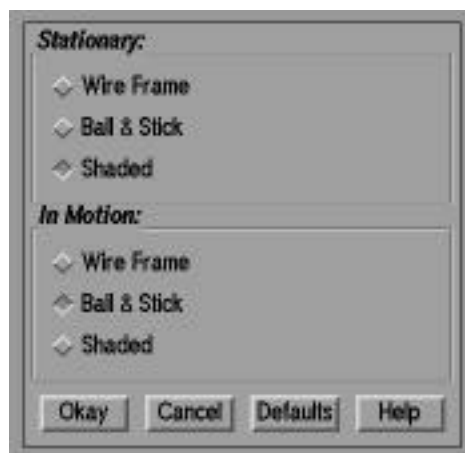 Stationary:
Wire Frame
Ball & Stick
Shaded
In Motion:
Wire Frame
Ball & Stick
Shaded
Okay Cancel Defaults Help